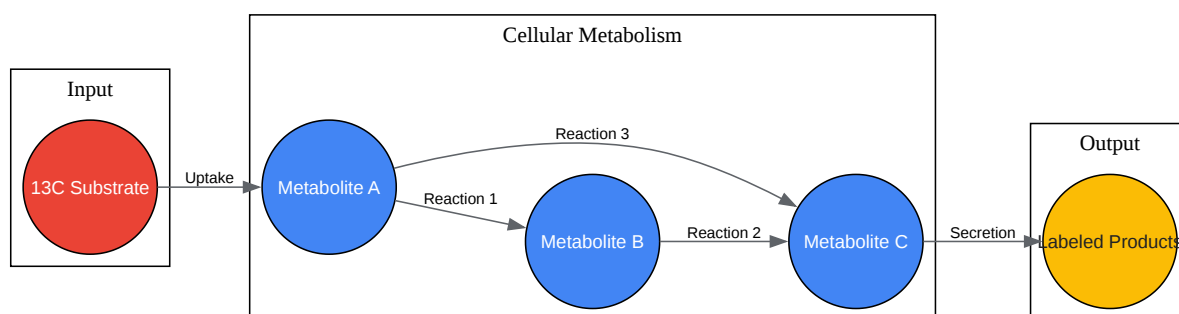 Cellular Metabolism
Input
Output
13C Substrate
Uptake
Metabolite A
Reaction 3
Reaction 1
Metabolite B
Reaction 2
Metabolite C
Secretion
Labeled Products